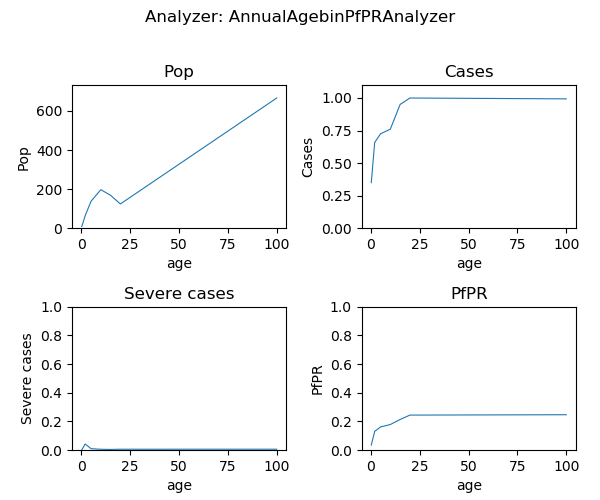 Analyzer: AnnualAgebinPfPRAnalyzer
Pop
Pop
600
400
200
0
0 25 50 75 100
age
Cases
Cases
1.00
0.75
0.50
0.25
0.00
0 25 50 75 100
age
Severe cases
Severe cases
1.0
0.8
0.6
0.4
0.2
0.0
0 25 50 75 100
age
PfPR
PfPR
1.0
0.8
0.6
0.4
0.2
0.0
0 25 50 75 100
age